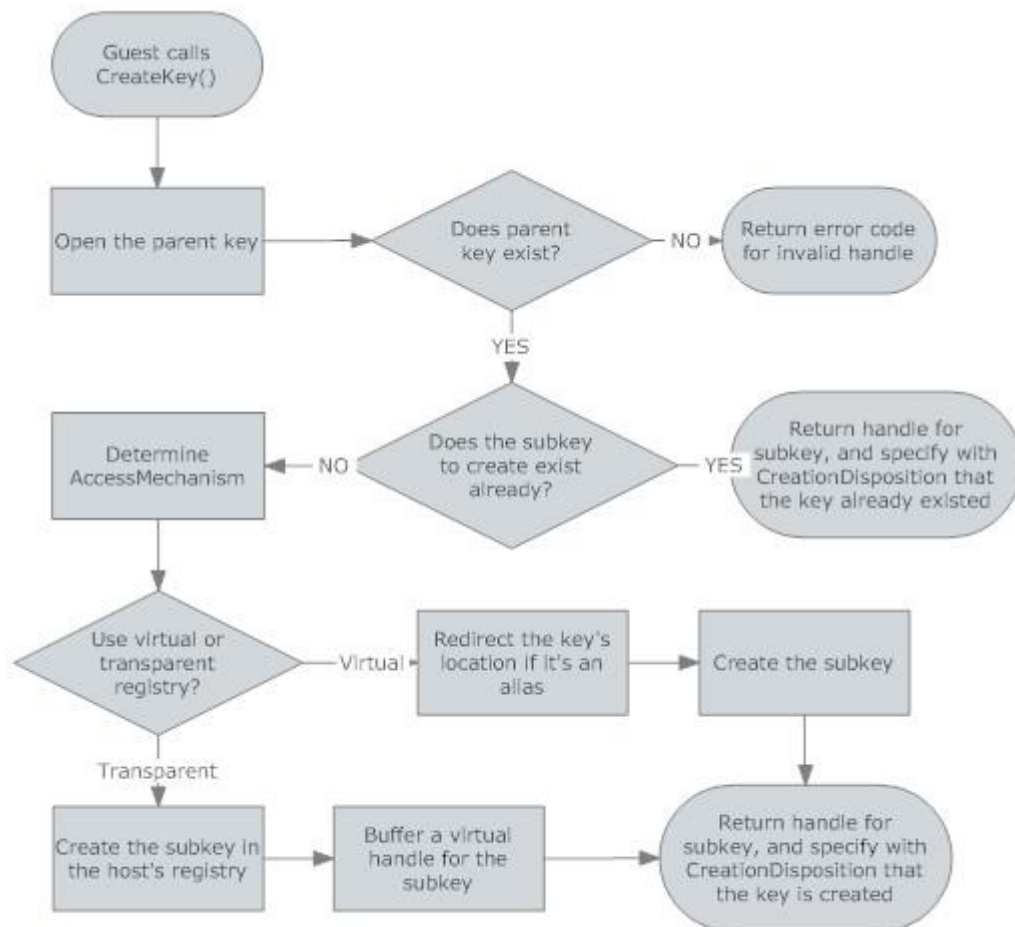 Guest calls
CreateKey()
Open the parent key
Does parent
key exist?
NO
Return error code
for invalid handle
YES
Determine
AccessMechanism
NO
Does the subkey
to create exist
already?
YES
Return handle for
subkey, and specify with
CreationDisposition that
the key already existed
Use virtual or
transparent
registry?
Virtual
Redirect the key's
location if it's an
alias
Create the subkey
Transparent
Create the subkey in
the host's registry
Buffer a virtual
handle for the
subkey
Return handle for
subkey, and specify with
CreationDisposition that
the key is created